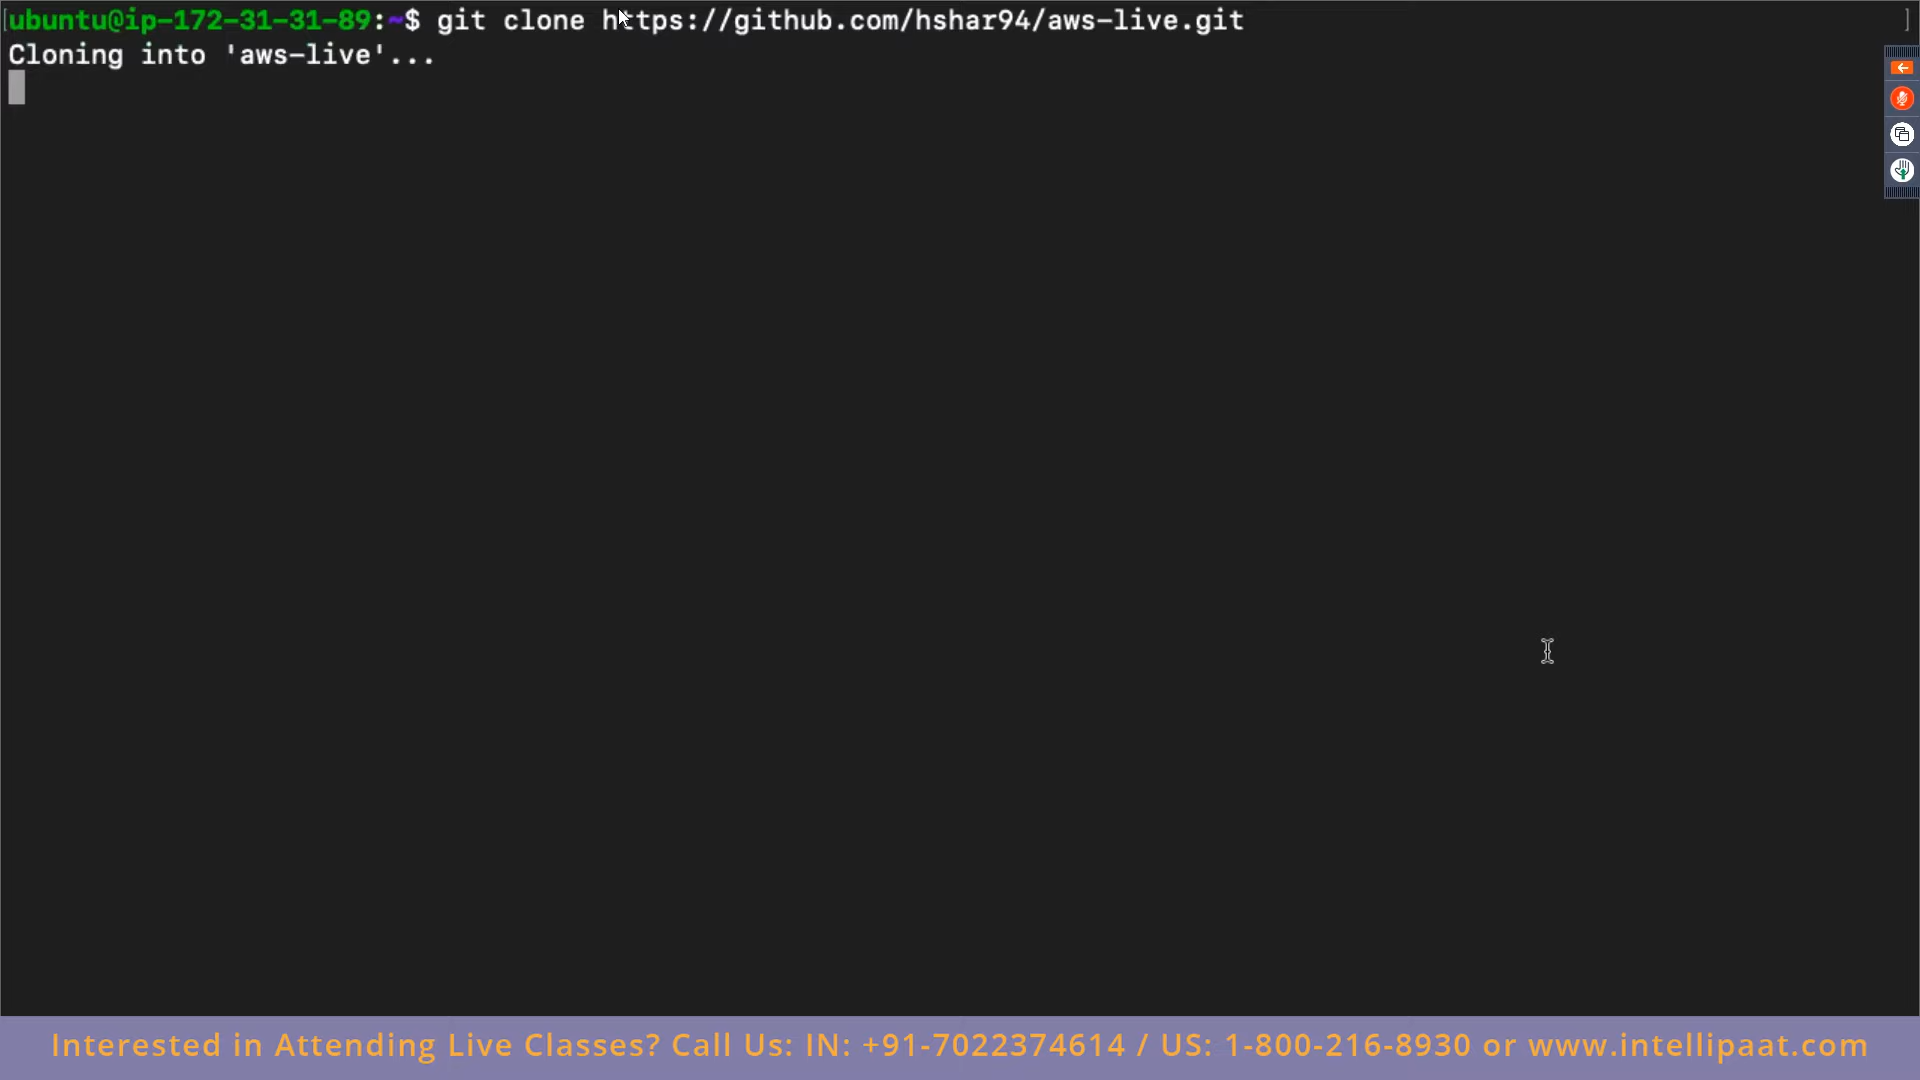 ubuntu@ip-172-31-31-89:~$ git clone https://github.com/hshar94/aws-live.git
Cloning into 'aws-live'...
Interested in Attending Live Classes? Call Us: IN: +91-7022374614 / US: 1-800-216-8930 or www.intellipaat.com